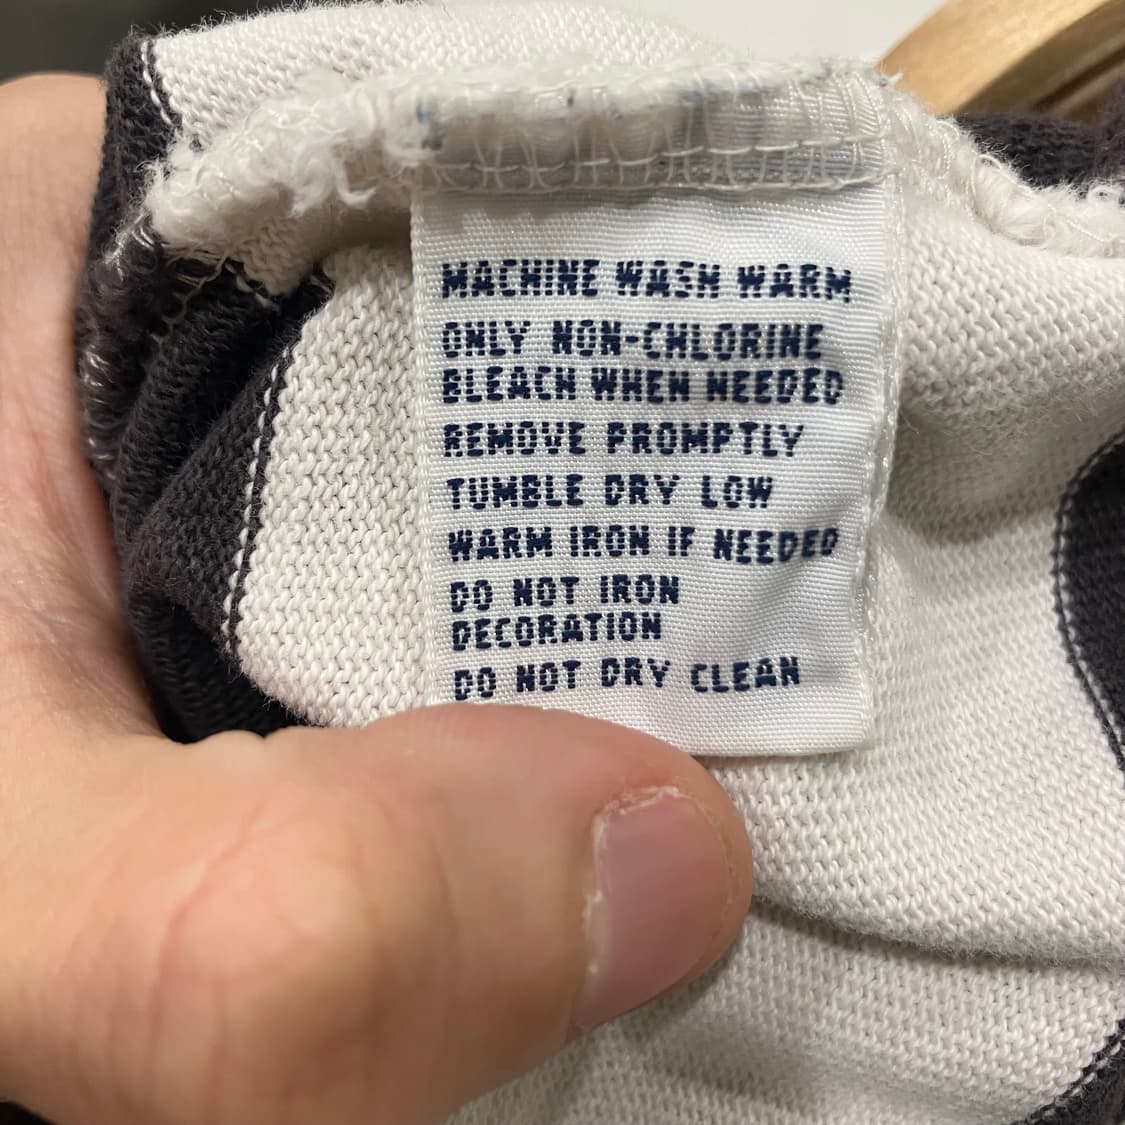 MACHINE WASH WARM
ONLY NON-CHLORINE
BLEACH WHEN NEEDED
REMOVE PROMPTLY
TUMBLE DRY LOW
WARM IRON IF NEEDED
DO NOT IRON
DECORATION
DO NOT DRY CLEAN